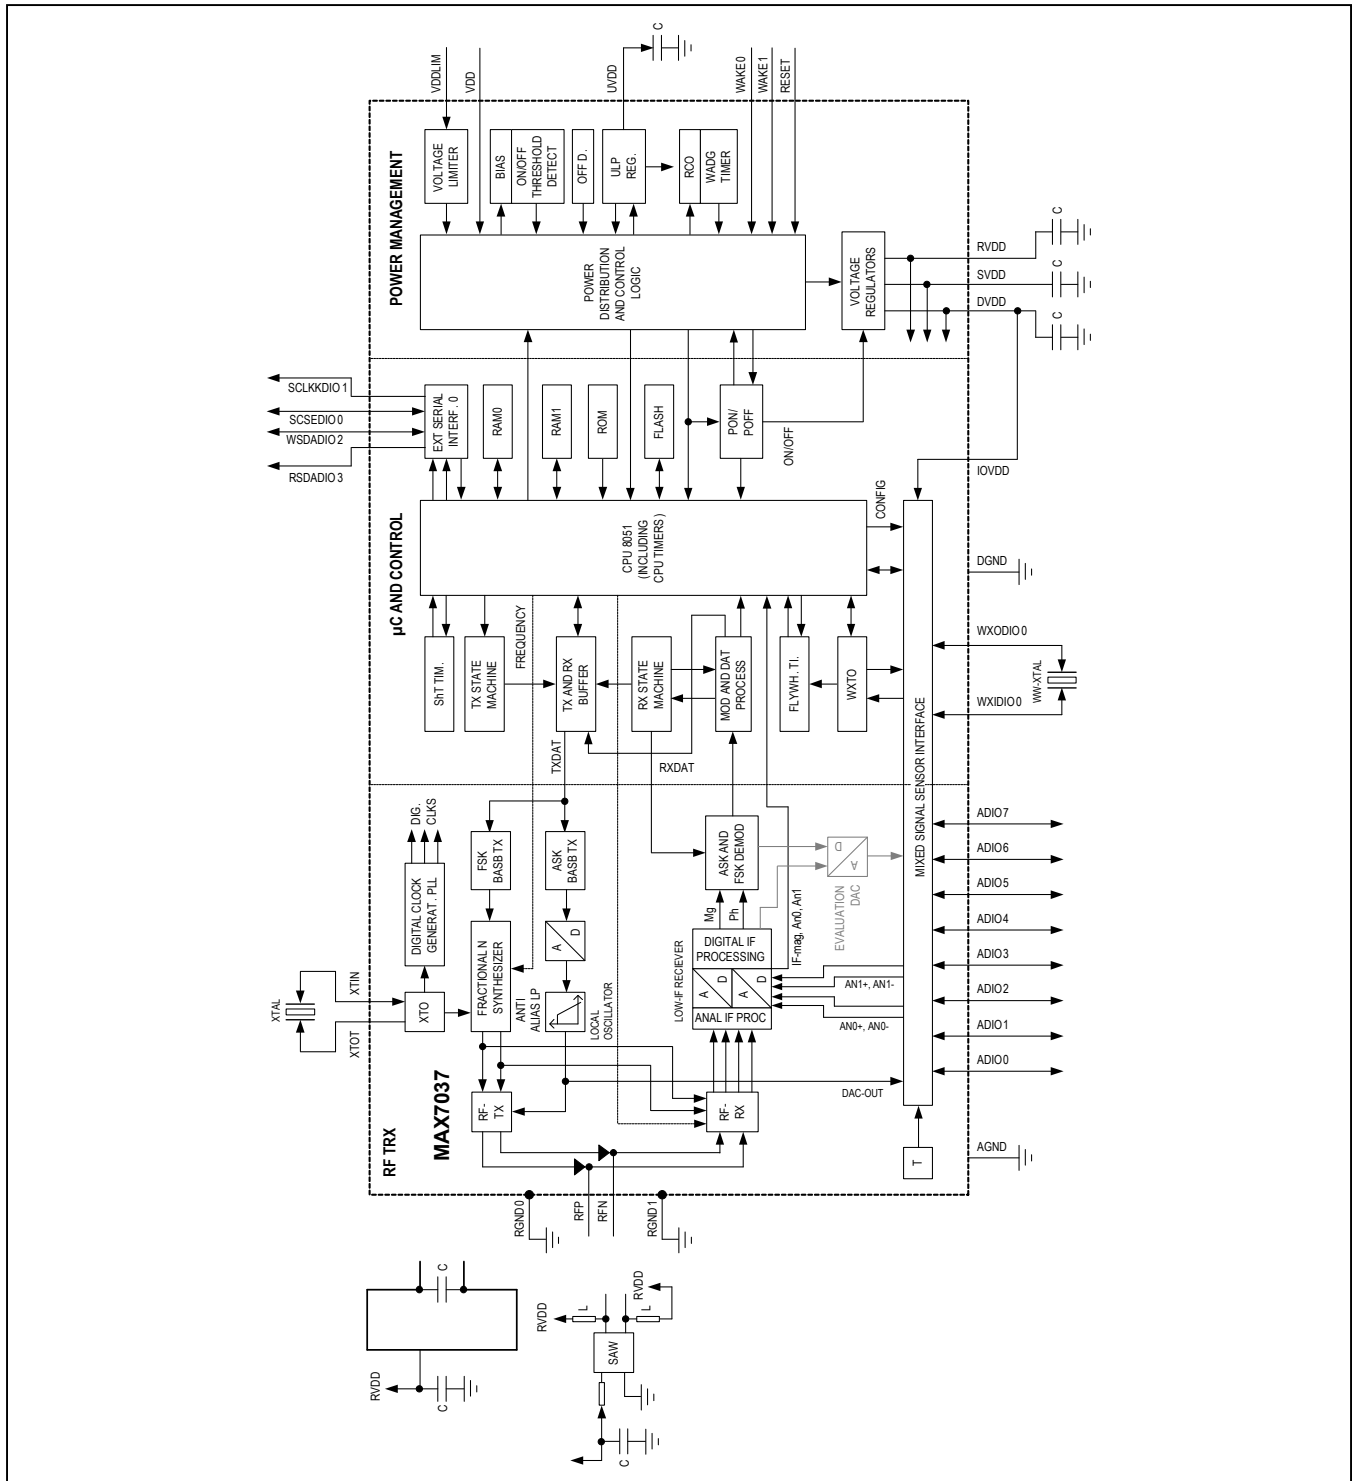 VDDLIM
VDD
UVDD
C
WAKE0
WAKE1
RESET
POWER MANAGEMENT
VOLTAGE
LIMITER
BIAS
ON/OFF
THRESHOLD
DETECT
OFF D.
ULP
REG.
RCO
WADG
TIMER
POWER
DISTRIBUTION
AND CONTROL
LOGIC
VOLTAGE
REGULATORS
RVDD
C
SVDD
C
DVDD
C
SCLKKDIO1
SCSEDIO0
WSDADIO2
RSDADIO3
µC AND CONTROL
EXT SERIAL
INTERF. 0
RAM0
RAM1
ROM
FLASH
PON/
POFF
ON/OFF
IOVDD
CPU 8051
(INCLUDING
CPU TIMERS)
CONFIG
DGND
ShT TIM.
TX STATE
MACHINE
FREQUENCY
TX AND RX
BUFFER
RX STATE
MACHINE
MOD AND DAT
PROCESS
FLYWH. TI.
WXTO
WXODIO0
WW-XTAL
WXIDIO0
TXDAT
RXDAT
MIXED SIGNAL SENSOR INTERFACE
DIG.
CLKS
DIGITAL CLOCK
GENERAT. PLL
FSK
BASB TX
ASK
BASB TX
ASK AND
FSK DEMOD
D
A
EVALUATION
DAC
Mg
Ph
IF-mag, An0, An1
XTAL
XTIN
XTOT
XTO
FRACTIONAL N
SYNTHESIZER
A
D
ANTI
ALIAS LP
LOCAL
OSCILLATOR
LOW-IF RECIEVER
DIGITAL IF
PROCESSING
A
D
A
D
ANAL IF PROC
AN1+, AN1-
AN0+, AN0-
ADIO7
ADIO6
ADIO5
ADIO4
ADIO3
ADIO2
ADIO1
ADIO0
DAC-OUT
RF TRX
MAX7037
RF-
TX
RF-
RX
T
AGND
RGND0
RFP
RFN
RGND1
C
RVDD
C
RVDD
L
RVDD
L
SAW
C